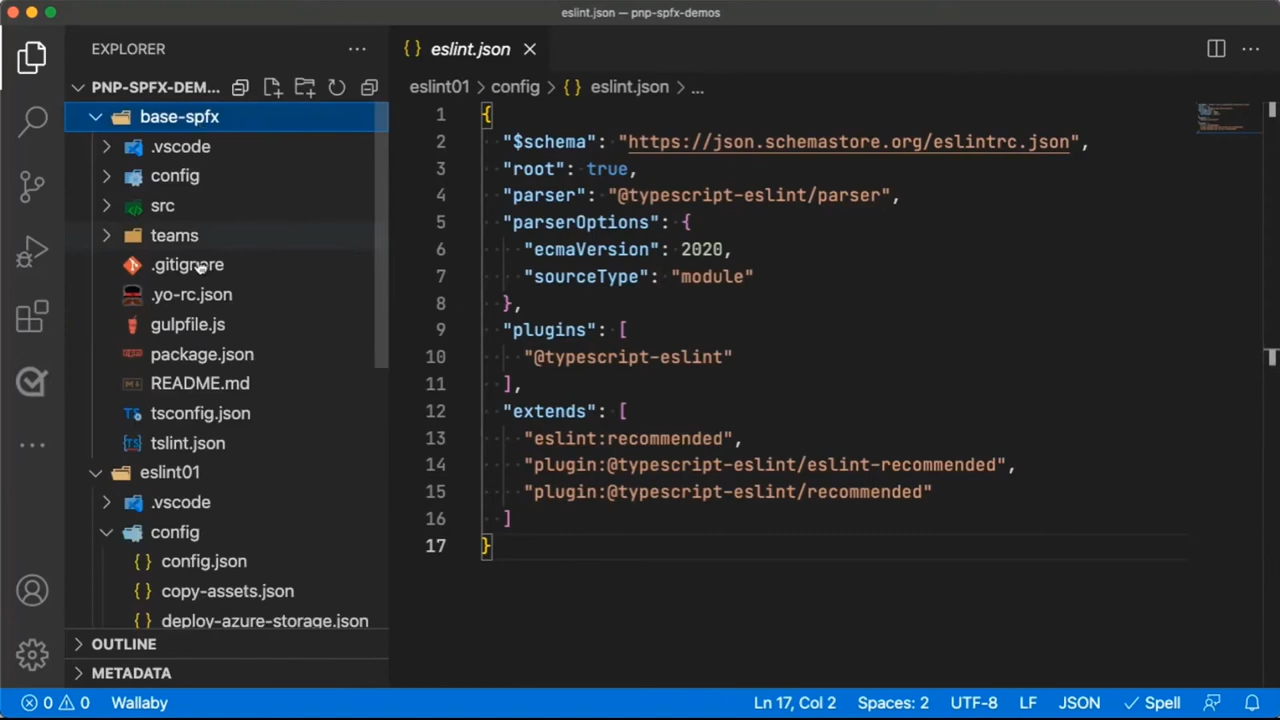 eslint.json — pnp-spfx-demos
EXPLORER
PNP-SPFX-DEM...
base-spfx
.vscode
config
src
teams
.gitignore
.yo-rc.json
gulpfile.js
package.json
README.md
tsconfig.json
tslint.json
eslint01
.vscode
config
config.json
copy-assets.json
deploy-azure-storage.json
OUTLINE
METADATA
eslint.json
eslint01 > config > {} eslint.json > ...
1 {
2 "$schema": "https://json.schemastore.org/eslintrc.json",
3 "root": true,
4 "parser": "@typescript-eslint/parser",
5 "parserOptions": {
6 "ecmaVersion": 2020,
7 "sourceType": "module"
8 },
9 "plugins": [
10 "@typescript-eslint"
11 ],
12 "extends": [
13 "eslint:recommended",
14 "plugin:@typescript-eslint/eslint-recommended",
15 "plugin:@typescript-eslint/recommended"
16 ]
17 }
0 0 Wallaby Ln 17, Col 2 Spaces: 2 UTF-8 LF JSON Spell